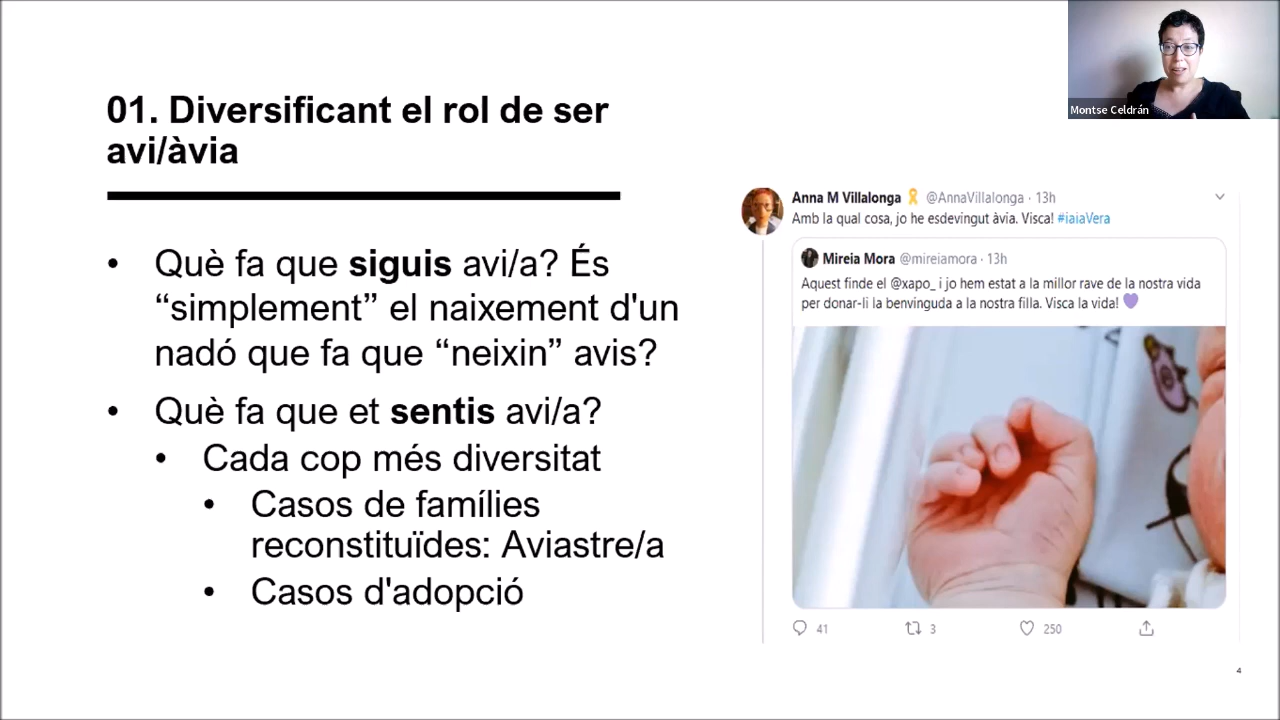 Montse Celdrán
01. Diversificant el rol de ser
avi/àvia
• Què fa que siguis avi/a? És
“simplement” el naixement d'un
nadó que fa que “neixin” avis?
• Què fa que et sentis avi/a?
• Cada cop més diversitat
• Casos de famílies
reconstituïdes: Aviastre/a
• Casos d'adopció
Anna M Villalonga @AnnaVillalonga · 13h
Amb la qual cosa, jo he esdevingut àvia. Visca! #iaiaVera
Mireia Mora @mireiamora · 13h
Aquest finde el @xapo_ i jo hem estat a la millor rave de la nostra vida
per donar-li la benvinguda a la nostra filla. Visca la vida! 💜
41 3 250
4